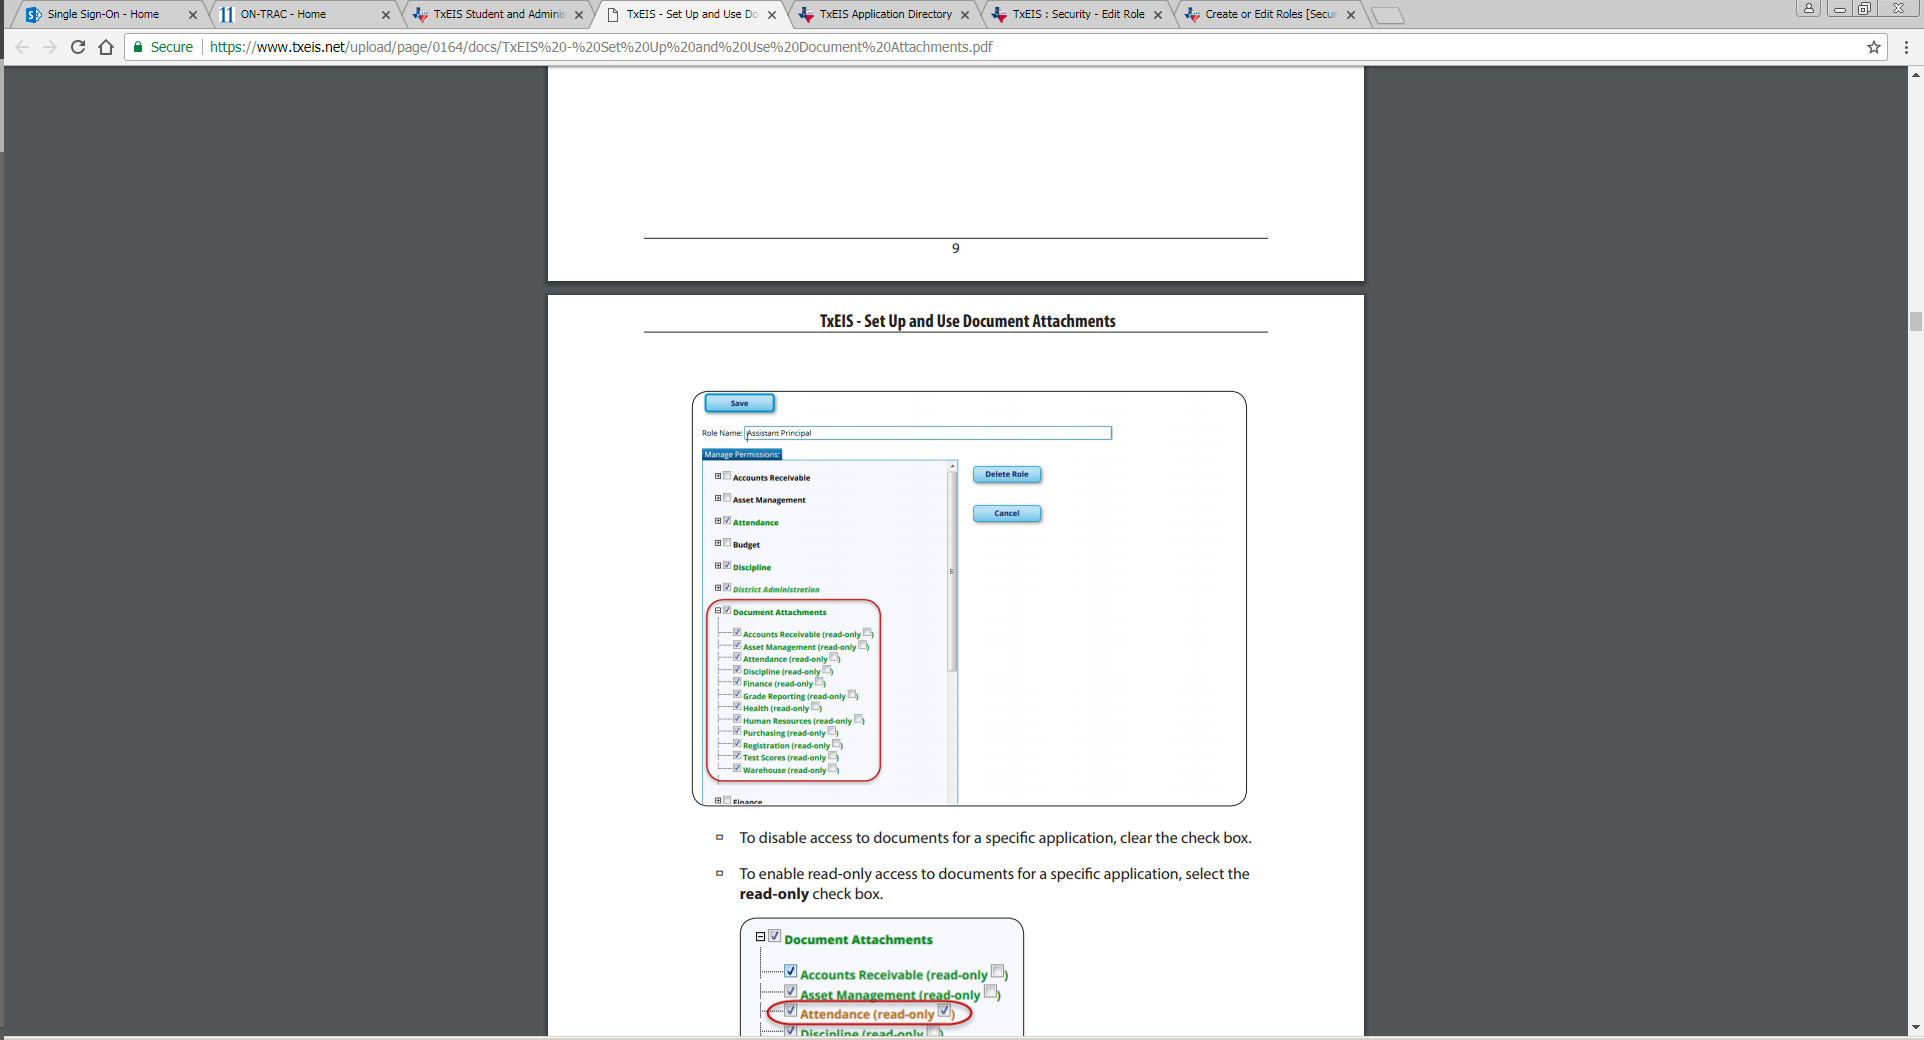 Single Sign-On - Home
ON-TRAC - Home
TxEIS Student and Adminis
TxEIS - Set Up and Use Do
TxEIS Application Directory
TxEIS : Security - Edit Role
Create or Edit Roles [Secur
Secure
https://www.txeis.net/upload/page/0164/docs/TxEIS%20-%20Set%20Up%20and%20Use%20Document%20Attachments.pdf
9
TxEIS - Set Up and Use Document Attachments
Save
Role Name: Assistant Principal
Manage Permissions:
Accounts Receivable
Delete Role
Asset Management
Cancel
Attendance
Budget
Discipline
District Administration
Document Attachments
Accounts Receivable (read-only )
Asset Management (read-only )
Attendance (read-only )
Discipline (read-only )
Finance (read-only )
Grade Reporting (read-only )
Health (read-only )
Human Resources (read-only )
Purchasing (read-only )
Registration (read-only )
Test Scores (read-only )
Warehouse (read-only )
Finance
To disable access to documents for a specific application, clear the check box.
To enable read-only access to documents for a specific application, select the
read-only check box.
Document Attachments
Accounts Receivable (read-only )
Asset Management (read-only )
Attendance (read-only )
Discipline (read-only )